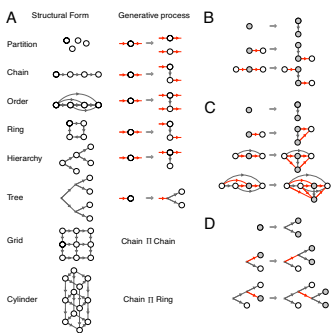 A
Structural Form
Generative process
Partition
Chain
Order
Ring
Hierarchy
Tree
Grid
Chain Π Chain
Cylinder
Chain Π Ring
B
C
D